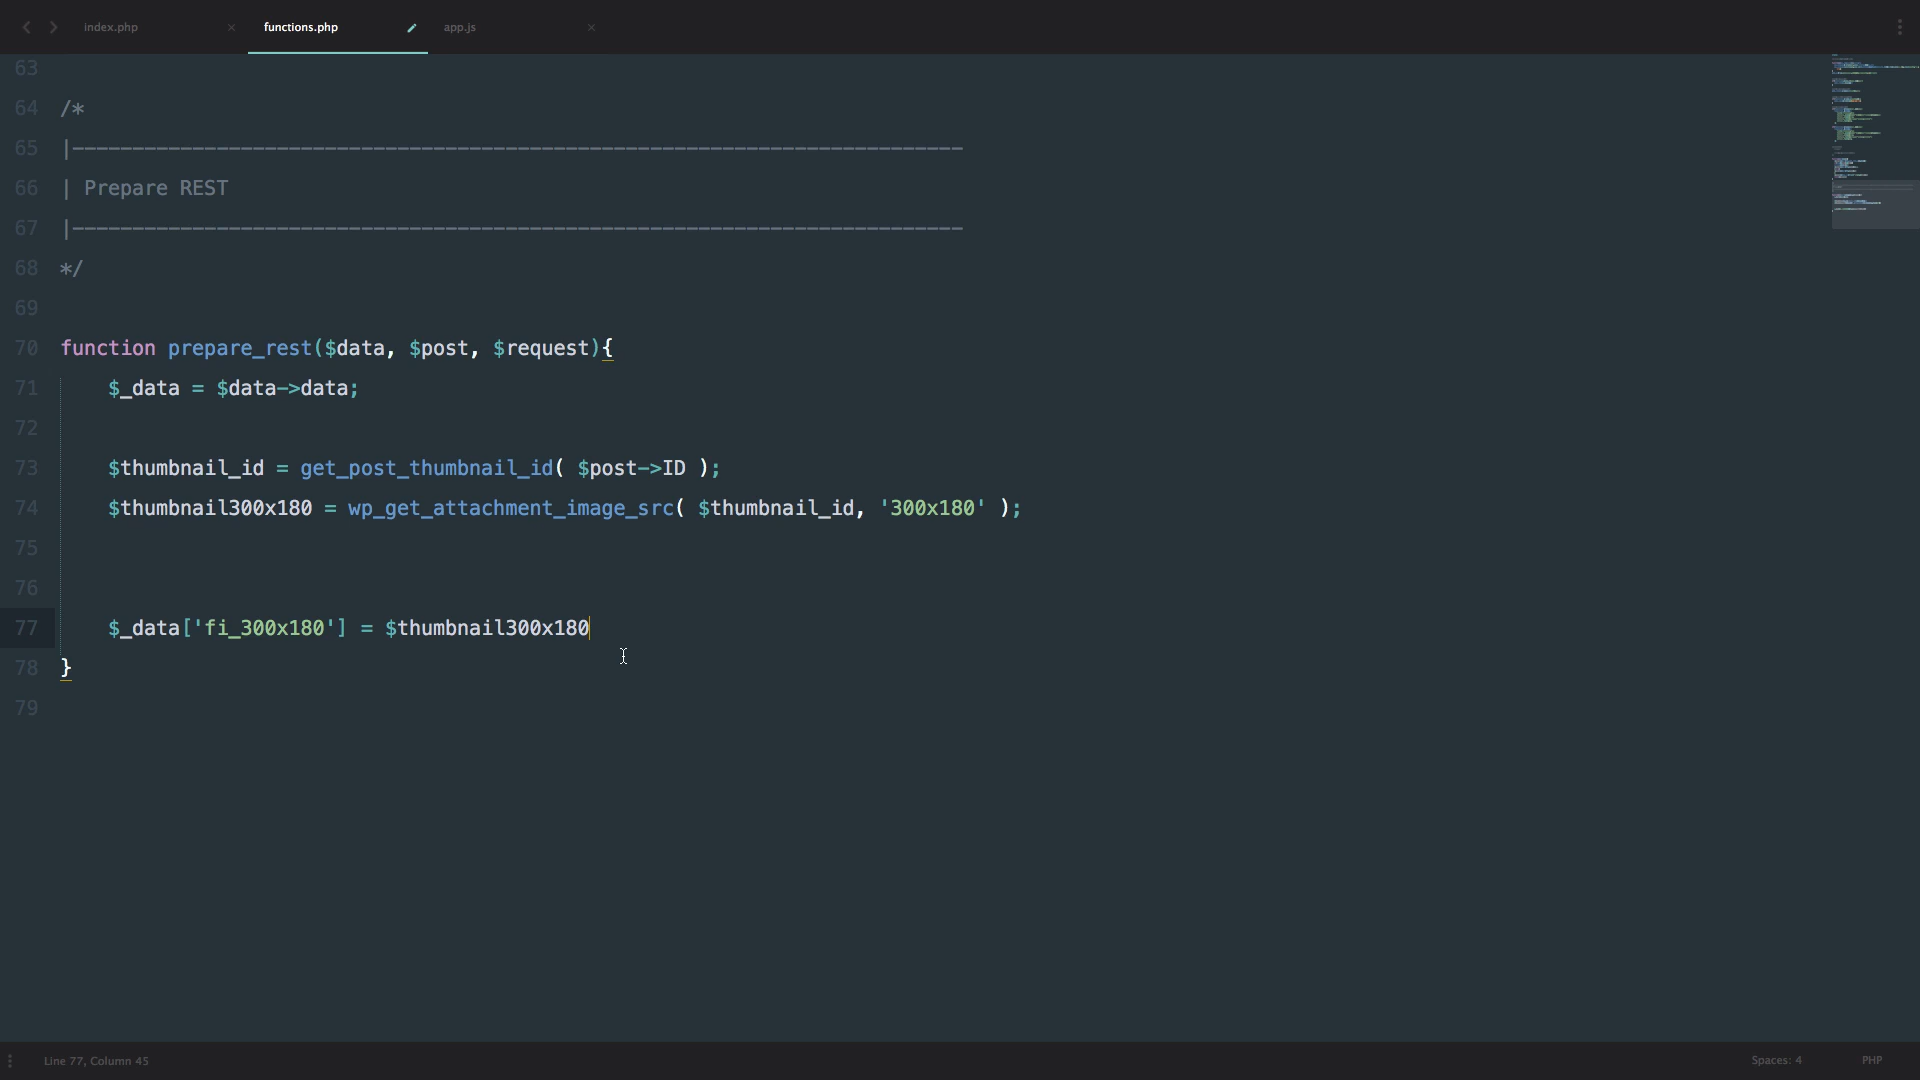 index.php
functions.php
app.js
63
64 /*
65 |--------------------------------------------------------------------------
66 | Prepare REST
67 |--------------------------------------------------------------------------
68 */
69
70 function prepare_rest($data, $post, $request){
71 $_data = $data->data;
72
73 $thumbnail_id = get_post_thumbnail_id( $post->ID );
74 $thumbnail300x180 = wp_get_attachment_image_src( $thumbnail_id, '300x180' );
75
76
77 $_data['fi_300x180'] = $thumbnail300x180
78 }
79
Line 77, Column 45
Spaces: 4
PHP